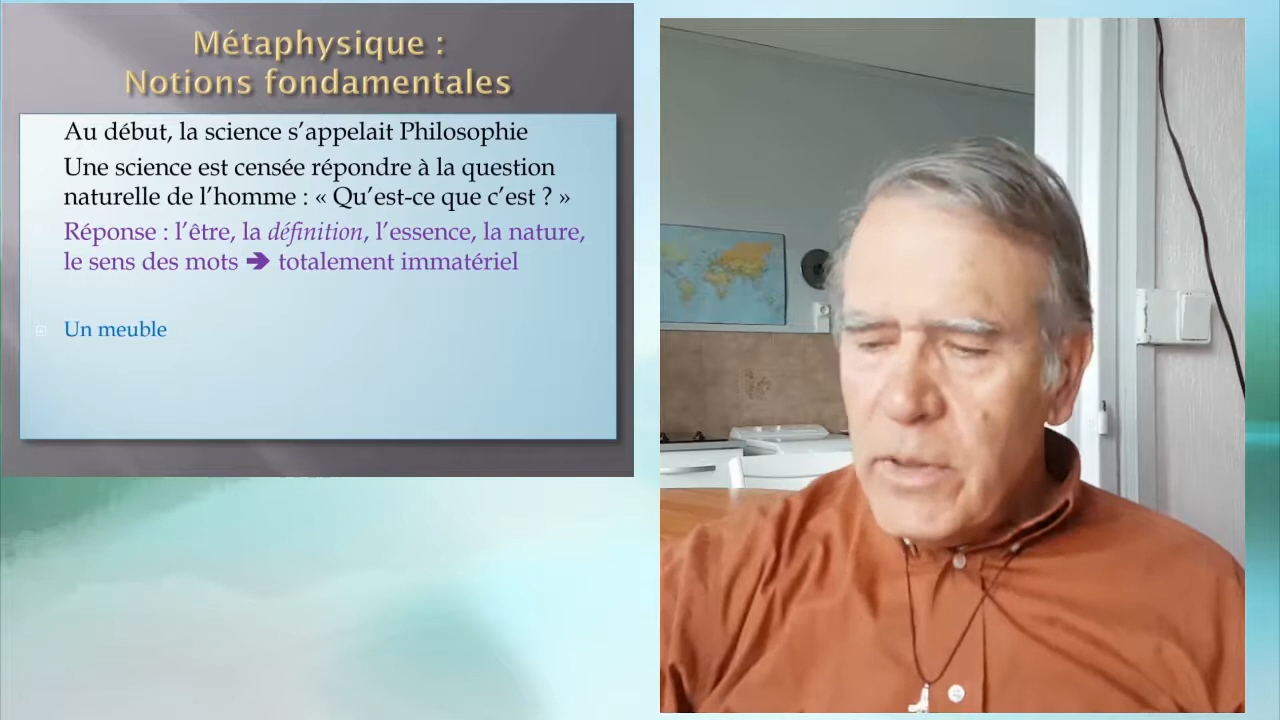 Métaphysique :
Notions fondamentales
Au début, la science s’appelait Philosophie
Une science est censée répondre à la question
naturelle de l’homme : « Qu’est-ce que c’est ? »
Réponse : l’être, la définition, l’essence, la nature,
le sens des mots ➔ totalement immatériel
Un meuble